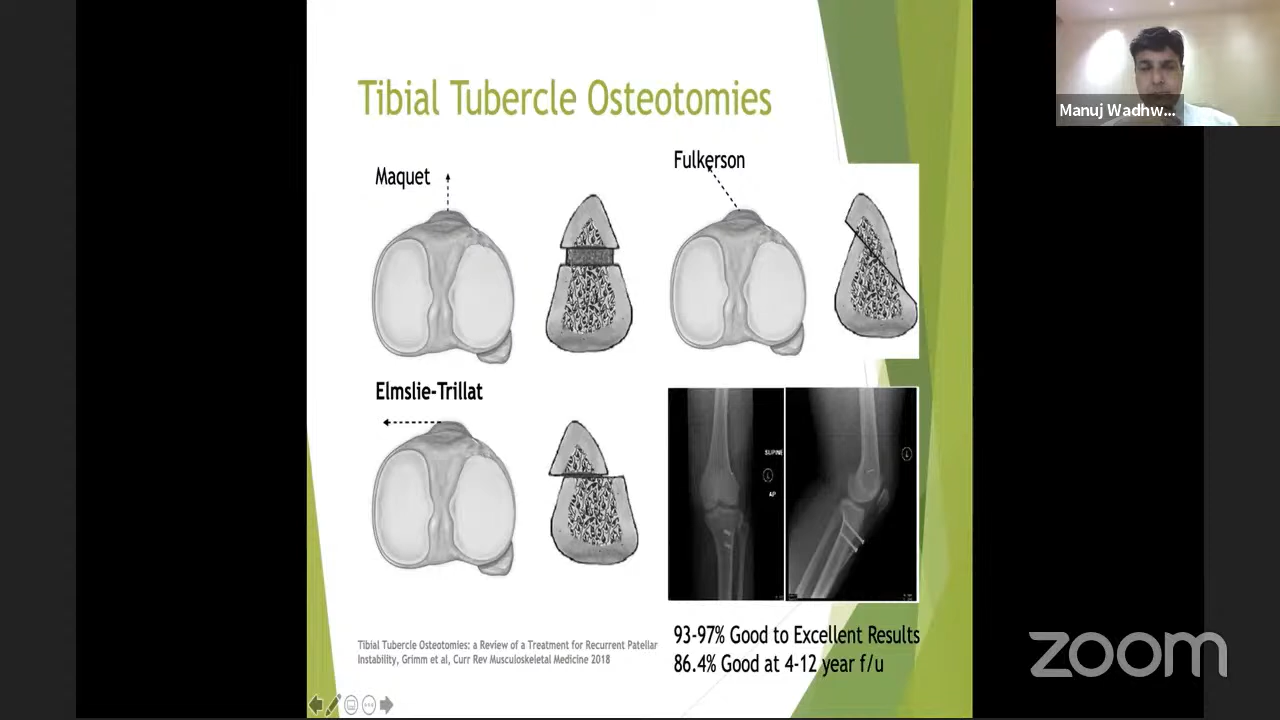 Tibial Tubercle Osteotomies
Manuj Wadhw...
Maquet
Fulkerson
Elmslie-Trillat
SUPINE
L
AP
L
Tibial Tubercle Osteotomies: a Review of a Treatment for Recurrent Patellar
Instability, Grimm et al, Curr Rev Musculoskeletal Medicine 2018
93-97% Good to Excellent Results
86.4% Good at 4-12 year f/u
zoom